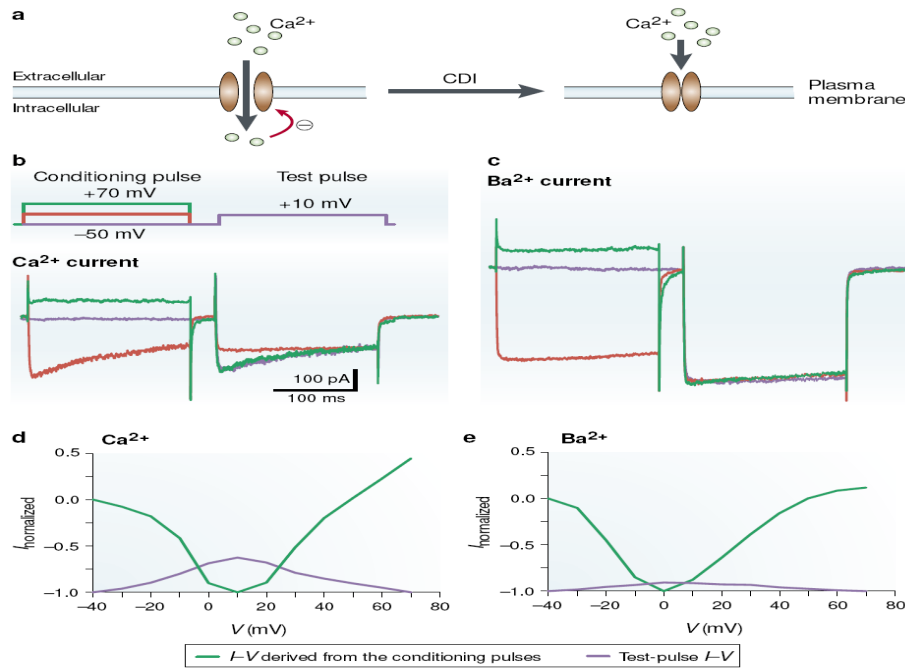 a
Ca2+
Ca2+
Extracellular
Intracellular
CDI
Plasma
membrane
–
b
Conditioning pulse
Test pulse
+70 mV
+10 mV
–50 mV
Ca2+ current
100 pA
100 ms
c
Ba2+ current
d
Ca2+
0.5
0.0
–0.5
–1.0
Inormalized
–40
0
20
40
60
80
V (mV)
e
Ba2+
0.5
0.0
–0.5
–1.0
Inormalized
–40
–20
0
20
40
60
80
V (mV)
I–V derived from the conditioning pulses
Test-pulse I–V